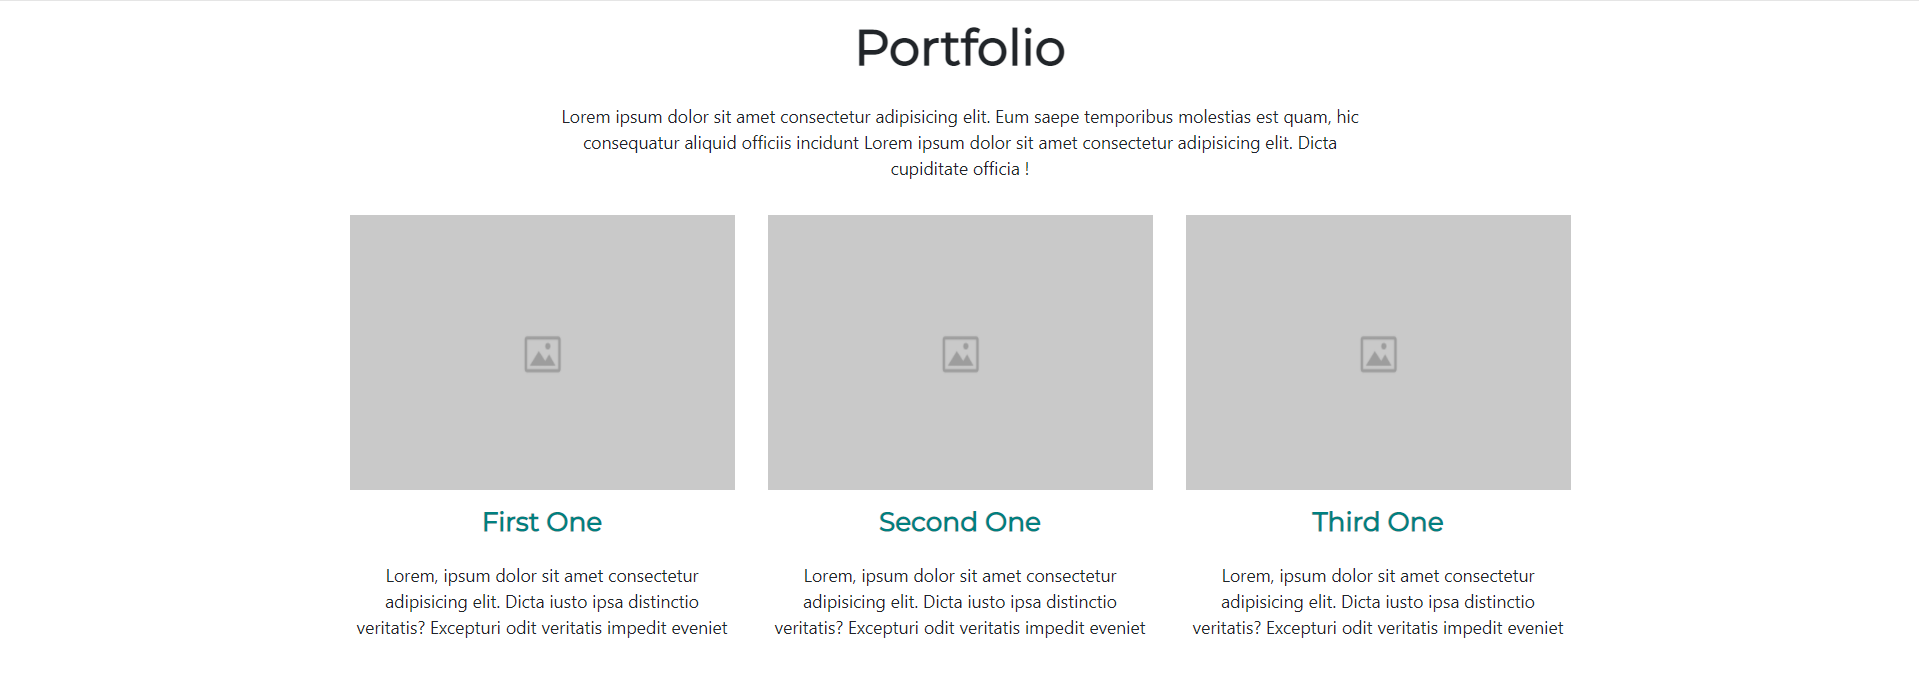 Portfolio
Lorem ipsum dolor sit amet consectetur adipisicing elit. Eum saepe temporibus molestias est quam, hic
consequatur aliquid officiis incidunt Lorem ipsum dolor sit amet consectetur adipisicing elit. Dicta
cupiditate officia !
First One
Lorem, ipsum dolor sit amet consectetur
adipisicing elit. Dicta iusto ipsa distinctio
veritatis? Excepturi odit veritatis impedit eveniet
Second One
Lorem, ipsum dolor sit amet consectetur
adipisicing elit. Dicta iusto ipsa distinctio
veritatis? Excepturi odit veritatis impedit eveniet
Third One
Lorem, ipsum dolor sit amet consectetur
adipisicing elit. Dicta iusto ipsa distinctio
veritatis? Excepturi odit veritatis impedit eveniet